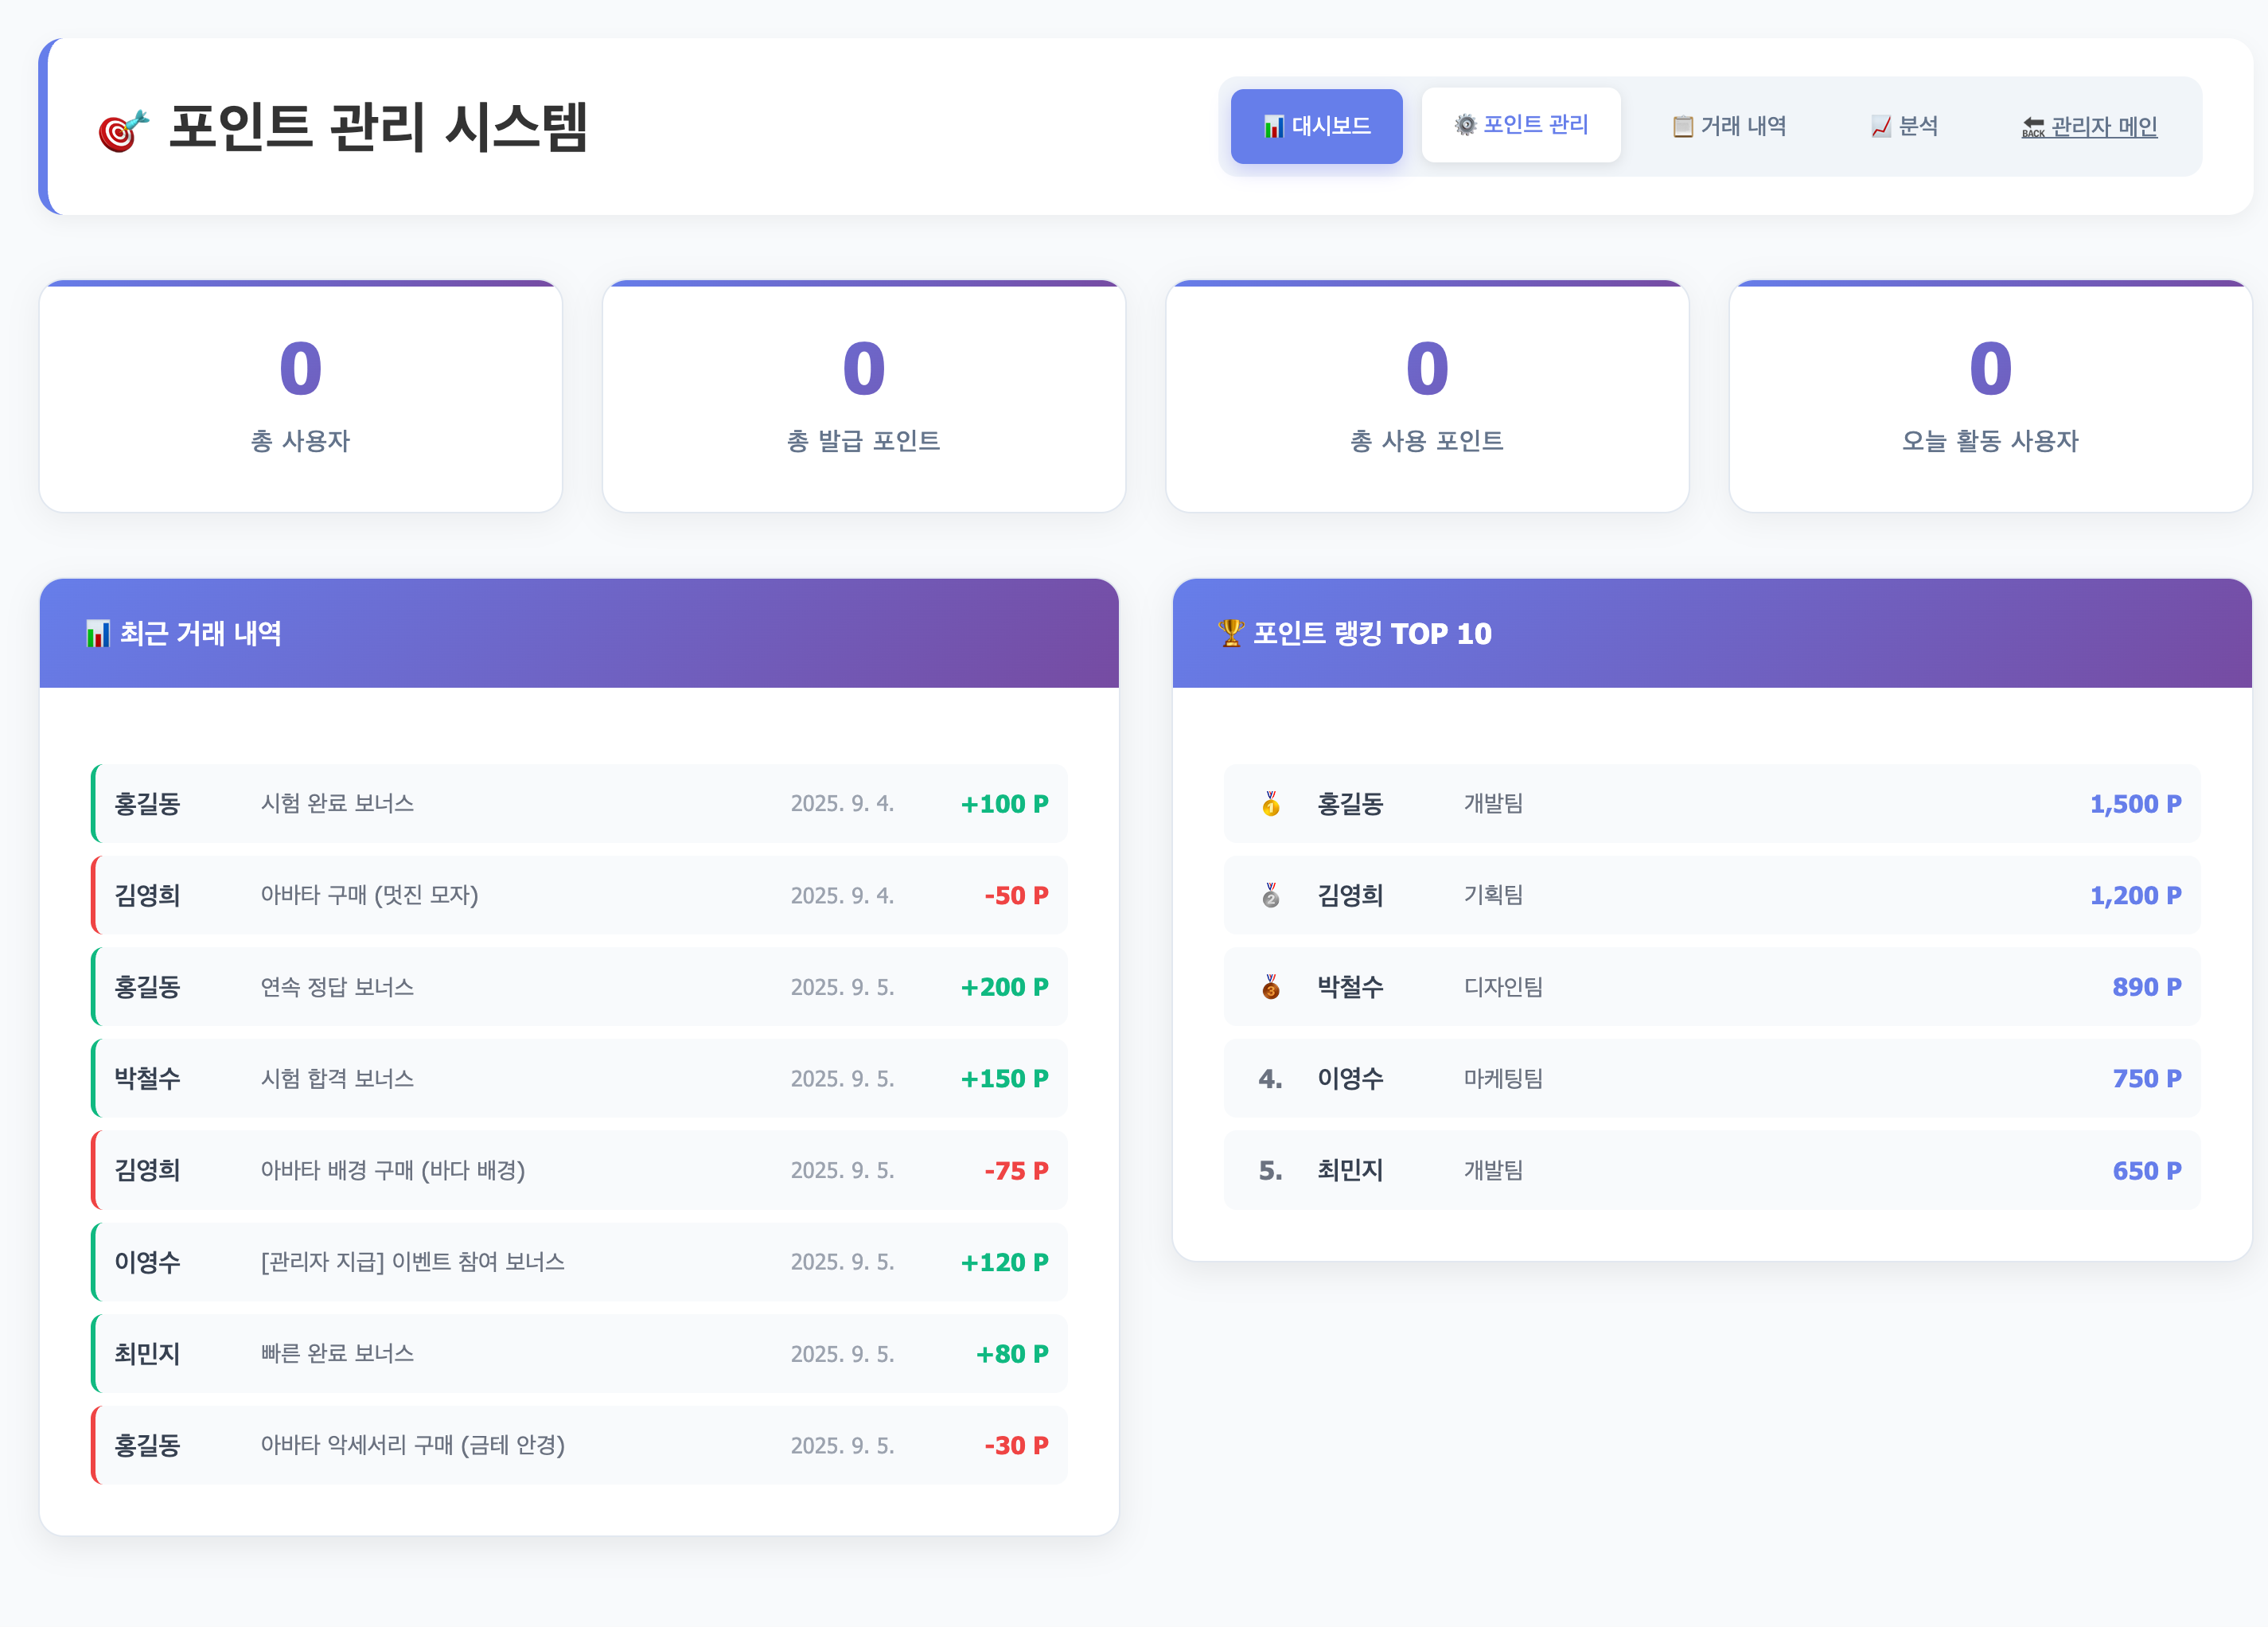 🎯 포인트 관리 시스템
📊 대시보드
⚙️ 포인트 관리
📋 거래 내역
📈 분석
🔙 관리자 메인
0
총 사용자
0
총 발급 포인트
0
총 사용 포인트
0
오늘 활동 사용자
📊 최근 거래 내역
홍길동 시험 완료 보너스 2025. 9. 4. +100 P
김영희 아바타 구매 (멋진 모자) 2025. 9. 4. -50 P
홍길동 연속 정답 보너스 2025. 9. 5. +200 P
박철수 시험 합격 보너스 2025. 9. 5. +150 P
김영희 아바타 배경 구매 (바다 배경) 2025. 9. 5. -75 P
이영수 [관리자 지급] 이벤트 참여 보너스 2025. 9. 5. +120 P
최민지 빠른 완료 보너스 2025. 9. 5. +80 P
홍길동 아바타 악세서리 구매 (금테 안경) 2025. 9. 5. -30 P
🏆 포인트 랭킹 TOP 10
🥇 홍길동 개발팀 1,500 P
🥈 김영희 기획팀 1,200 P
🥉 박철수 디자인팀 890 P
4. 이영수 마케팅팀 750 P
5. 최민지 개발팀 650 P